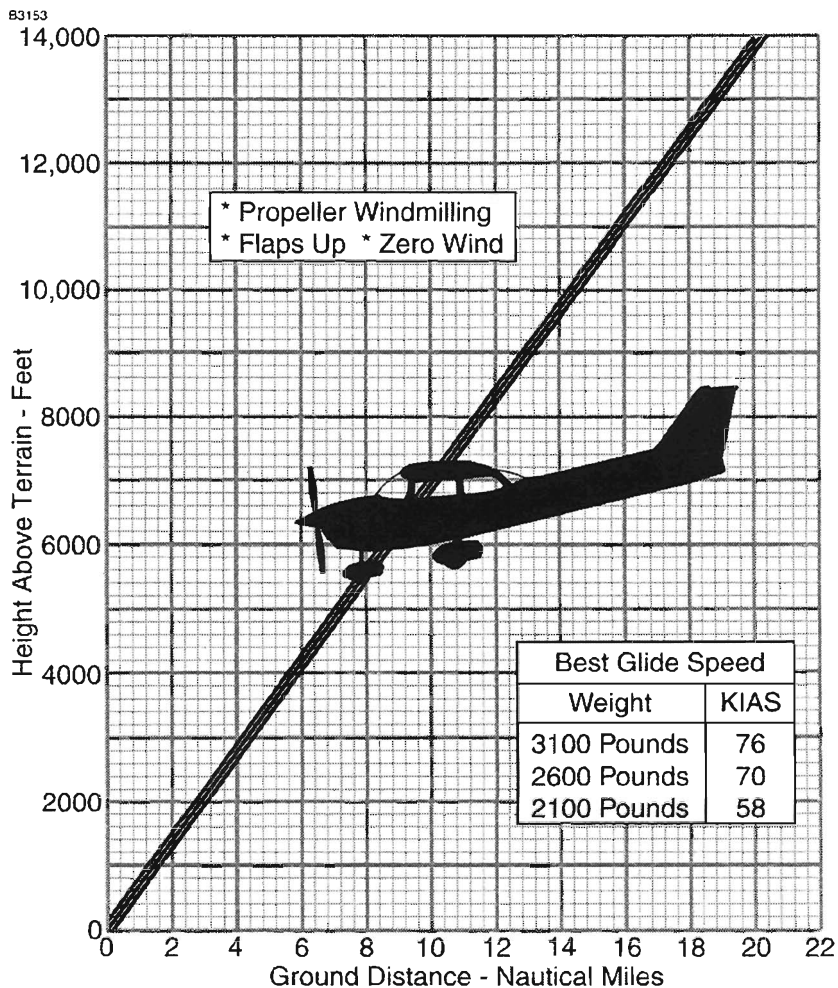 83153
14,000
12,000
10,000
8000
6000
4000
2000
0
Height Above Terrain - Feet
* Propeller Windmilling
* Flaps Up * Zero Wind
Best Glide Speed
Weight KIAS
3100 Pounds 76
2600 Pounds 70
2100 Pounds 58
0 2 4 6 8 10 12 14 16 18 20 22
Ground Distance - Nautical Miles